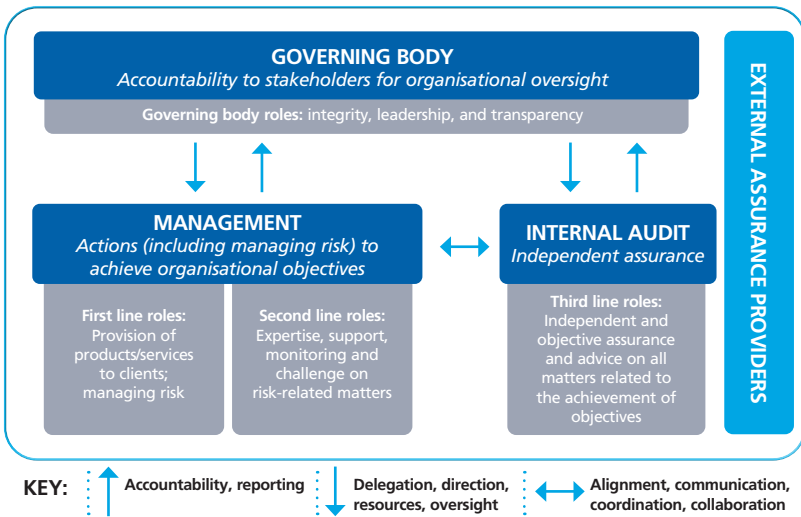 GOVERNING BODY
Accountability to stakeholders for organisational oversight
Governing body roles: integrity, leadership, and transparency
MANAGEMENT
Actions (including managing risk) to
achieve organisational objectives
First line roles:
Provision of
products/services
to clients;
managing risk
Second line roles:
Expertise, support,
monitoring and
challenge on
risk-related matters
INTERNAL AUDIT
Independent assurance
Third line roles:
Independent and
objective assurance
and advice on all
matters related to
the achievement of
objectives
EXTERNAL ASSURANCE PROVIDERS
KEY:
Accountability, reporting
Delegation, direction,
resources, oversight
Alignment, communication,
coordination, collaboration